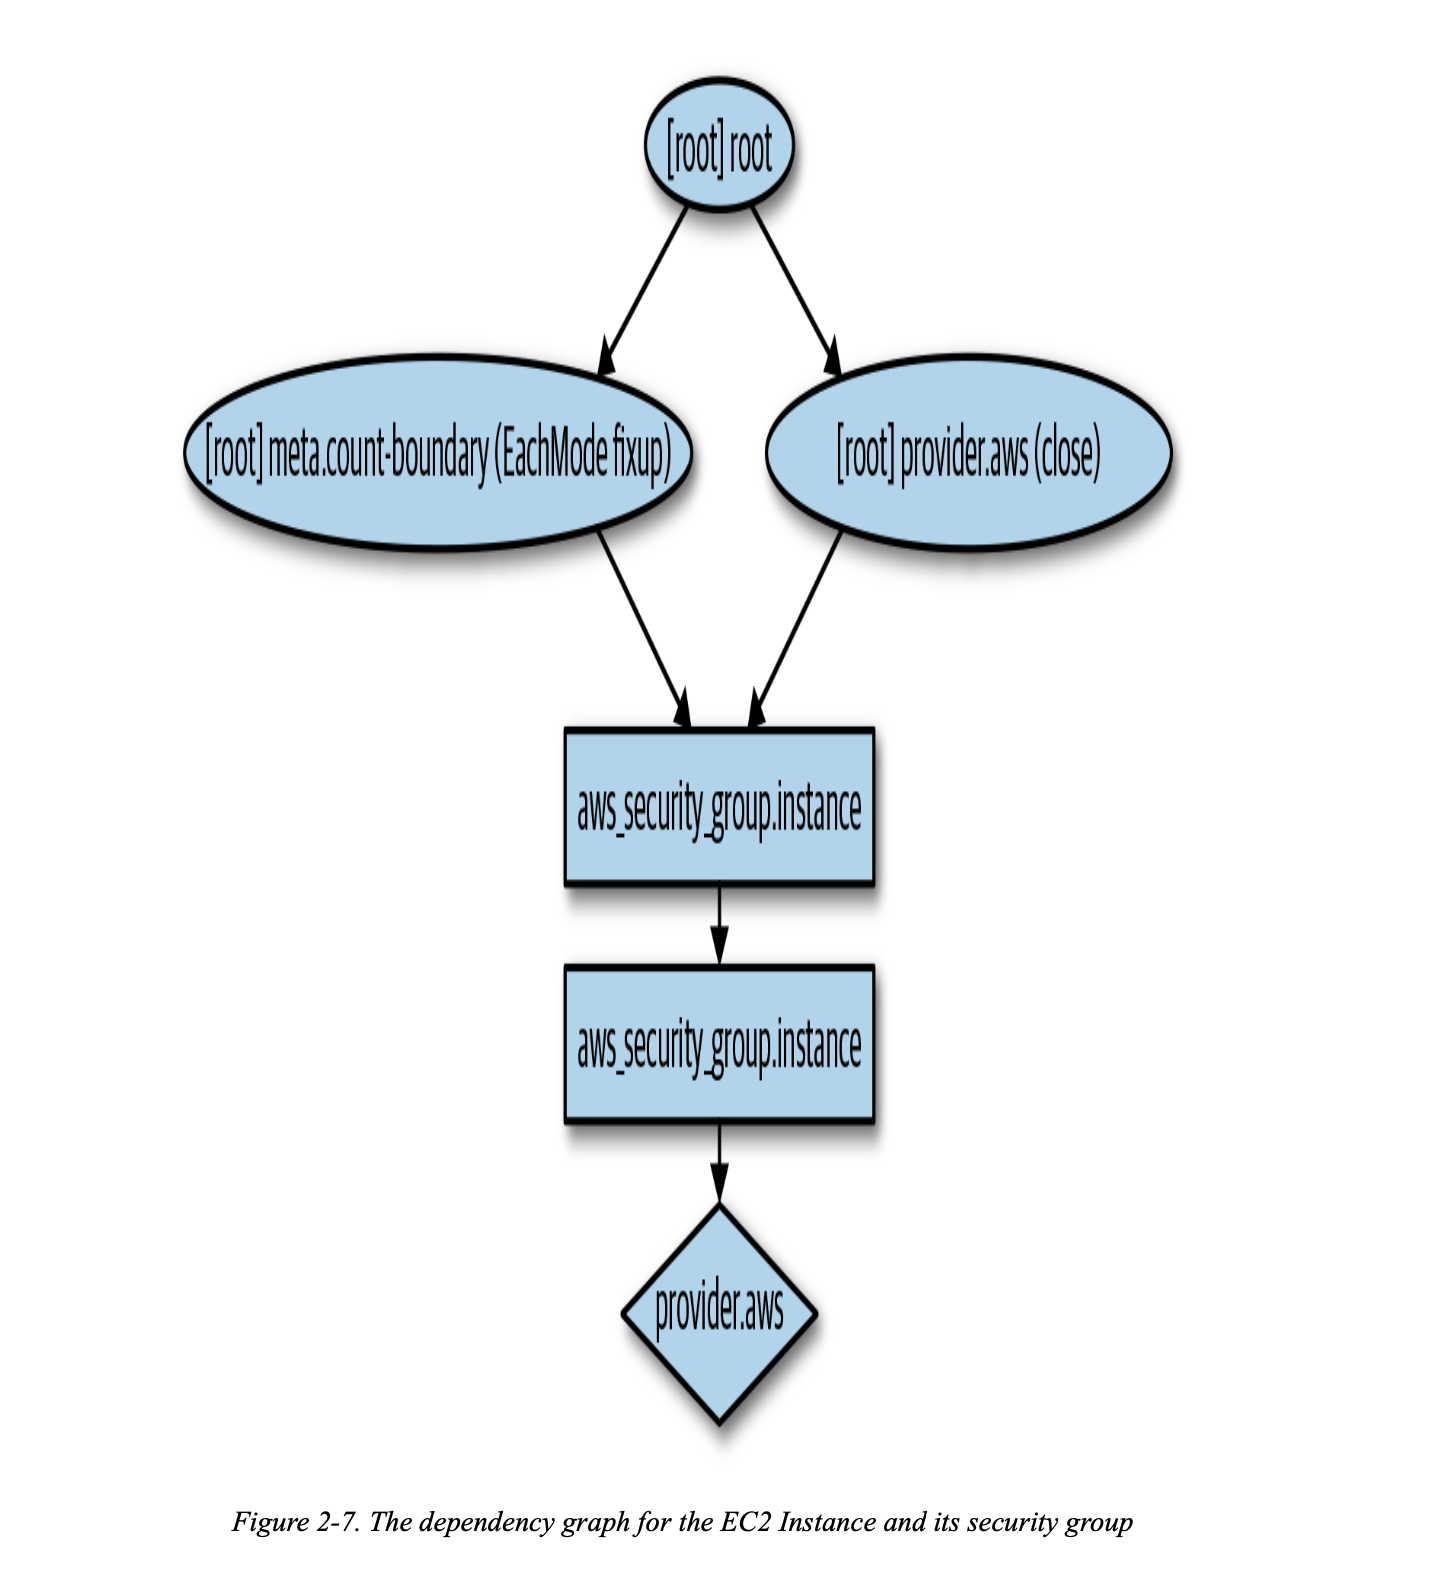 [root] root
[root] meta.count-boundary (EachMode fixup)
[root] provider.aws (close)
aws_security_group.instance
aws_security_group.instance
provider.aws
Figure 2-7. The dependency graph for the EC2 Instance and its security group